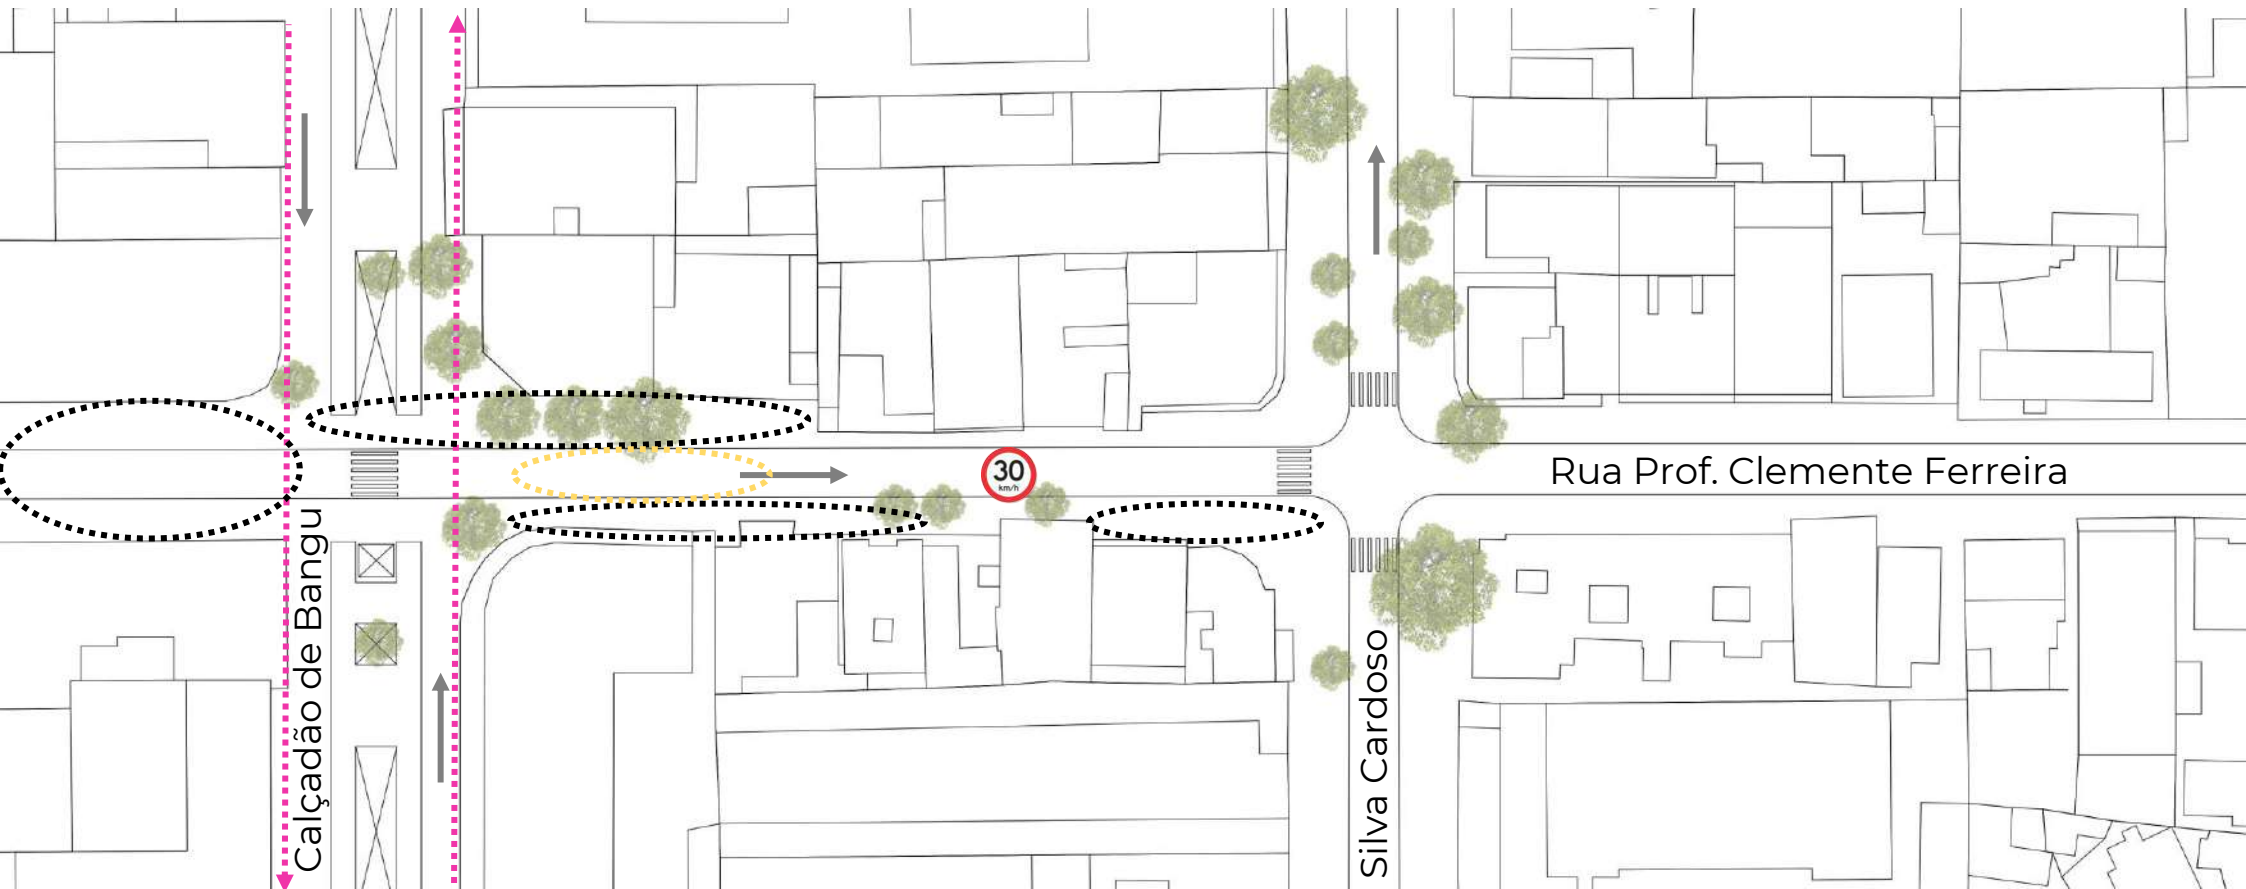 30
km/h
Rua Prof. Clemente Ferreira
Calçadão de Bangu
Silva Cardoso